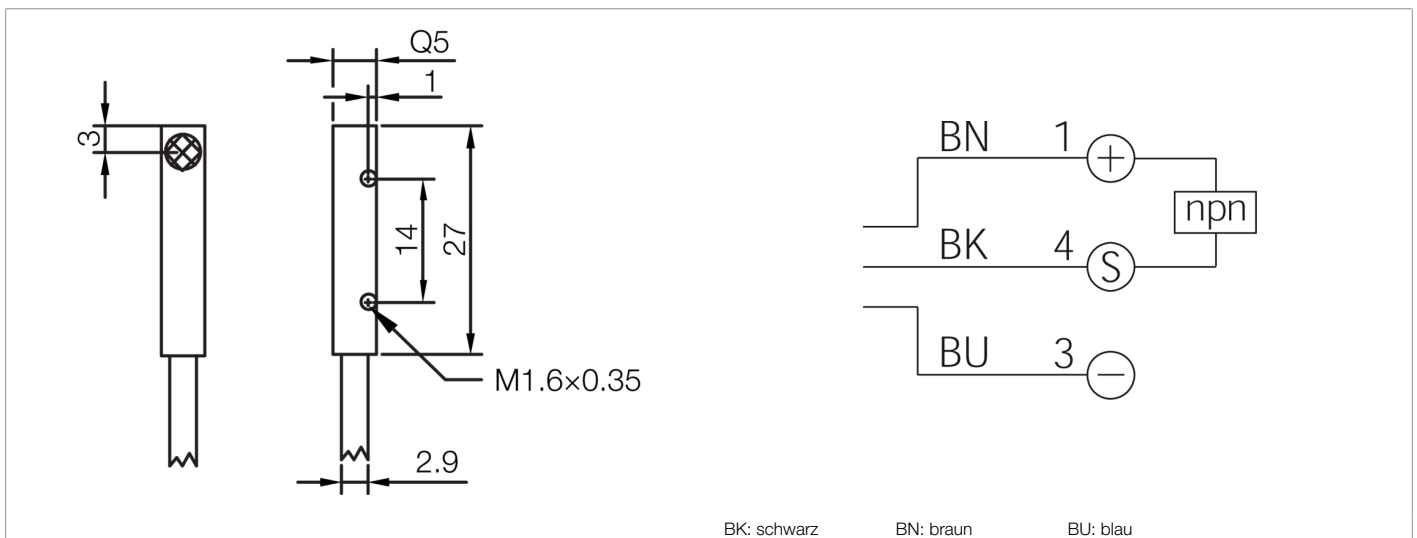 Q5
1
3
14
27
M1.6×0.35
2.9
BN 1 +
npn
BK 4 S
BU 3 −
BK: schwarz BN: braun BU: blau